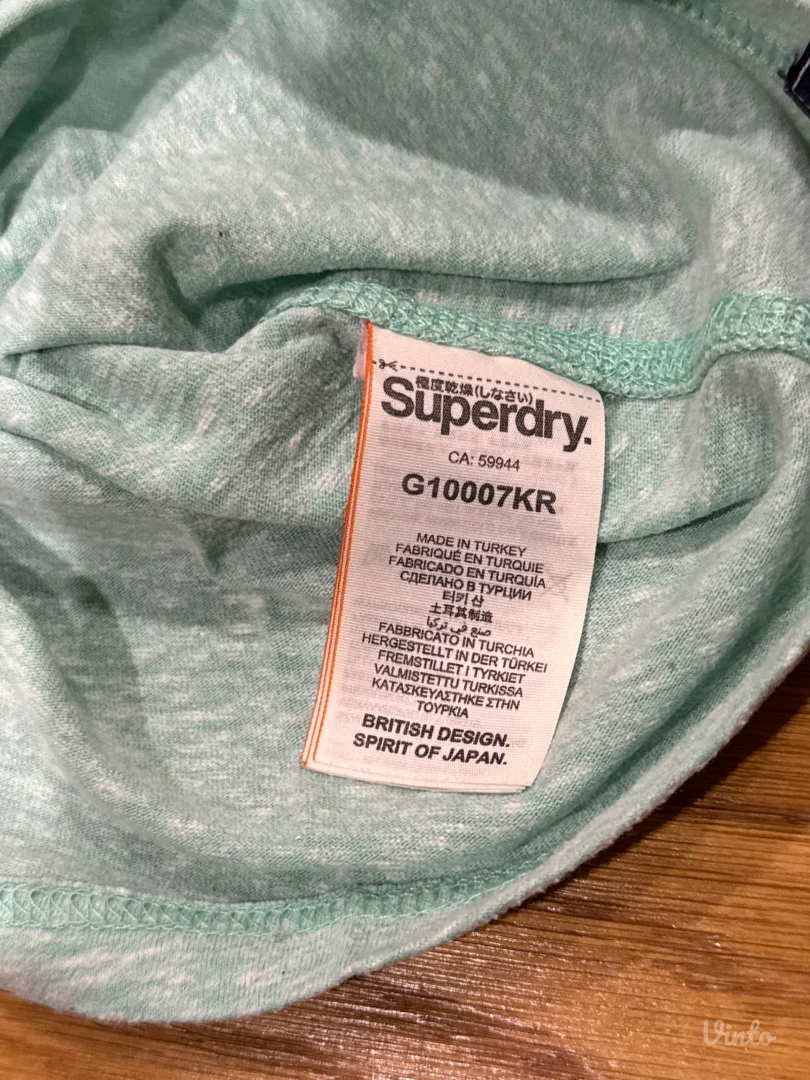 極度乾燥(しなさい)
Superdry.
CA: 59944
G10007KR
MADE IN TURKEY
FABRIQUÉ EN TURQUIE
FABRICADO EN TURQUÍA
СДЕЛАНО В ТУРЦИИ
터키 산
土耳其制造
صنع في تركيا
FABBRICATO IN TURCHIA
HERGESTELLT IN DER TÜRKEI
FREMSTILLET I TYRKIET
VALMISTETTU TURKISSA
ΚΑΤΑΣΚΕΥΑΣΤΗΚΕ ΣΤΗΝ
ΤΟΥΡΚΙΑ
BRITISH DESIGN.
SPIRIT OF JAPAN.
Vinto